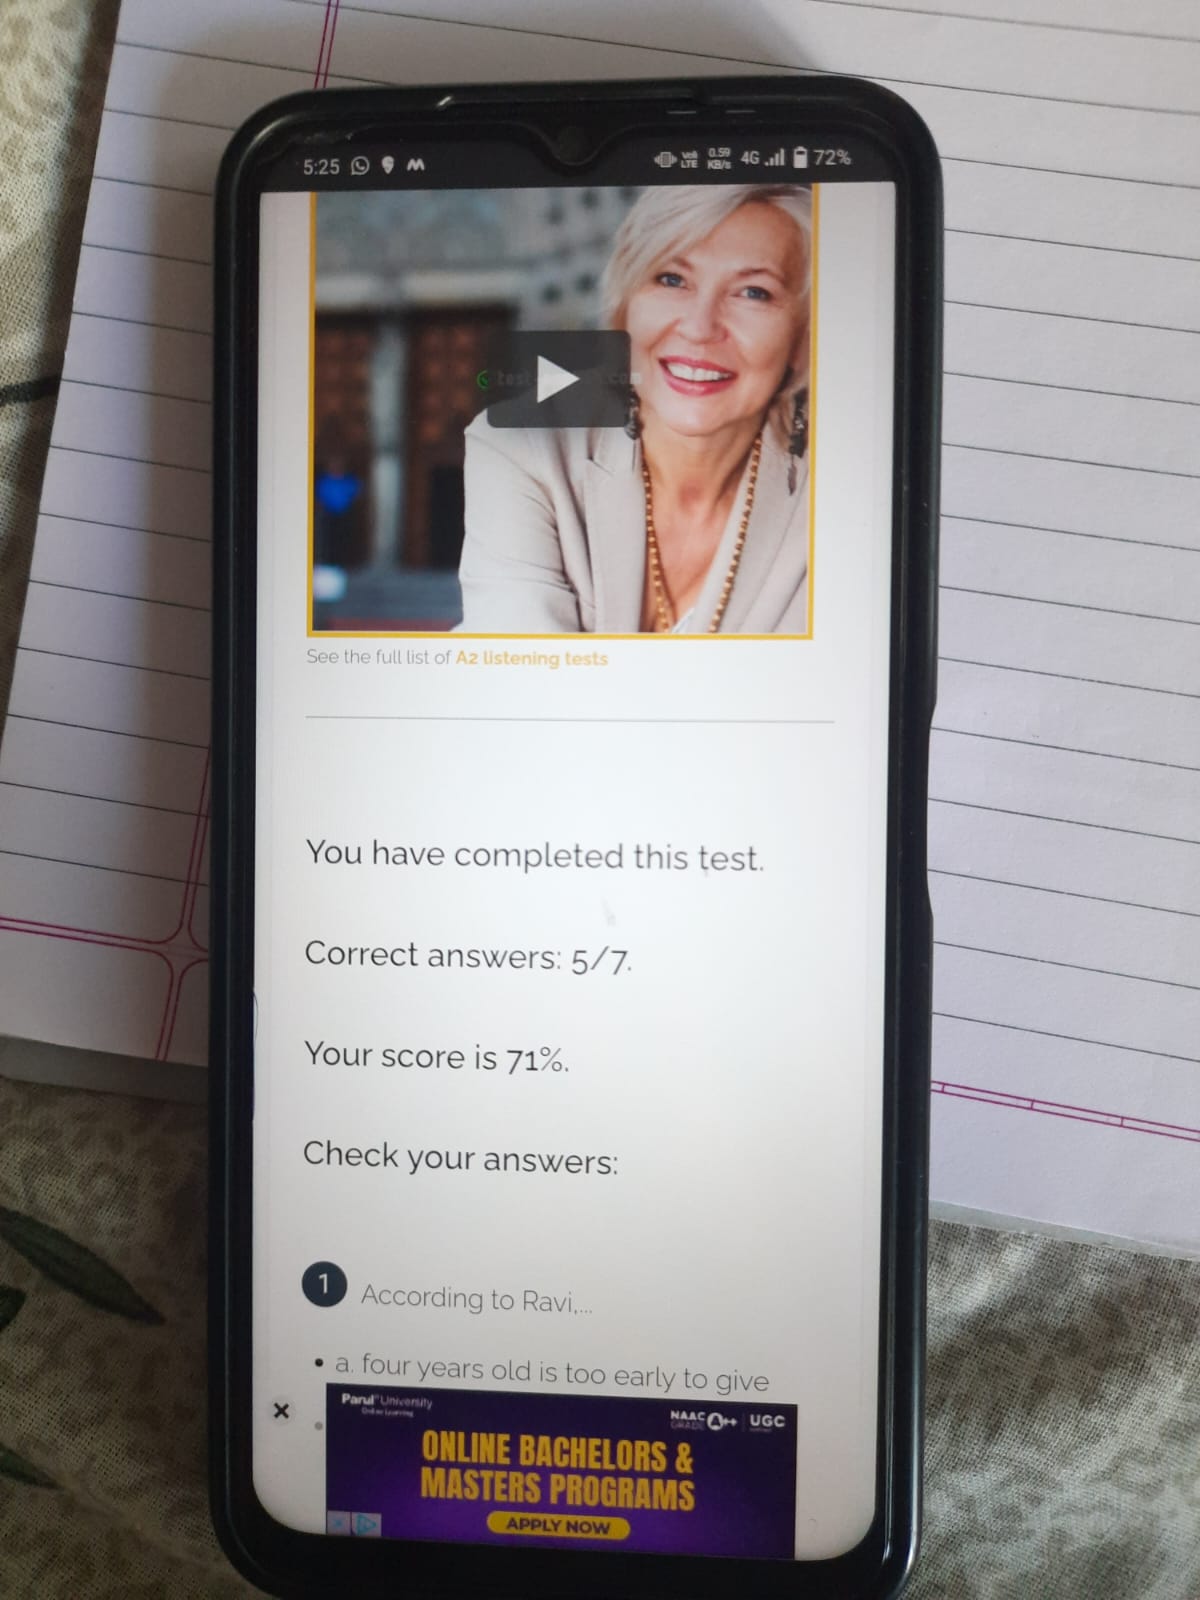 5:25
Vo))
LTE
0.59
KB/s
4G
72%
See the full list of A2 listening tests
You have completed this test.
Correct answers: 5/7.
Your score is 71%.
Check your answers:
1
According to Ravi,...
a. four years old is too early to give
×
Parul University
Online Learning
NAAC
GRADE
A++
UGC
ONLINE BACHELORS &
MASTERS PROGRAMS
APPLY NOW